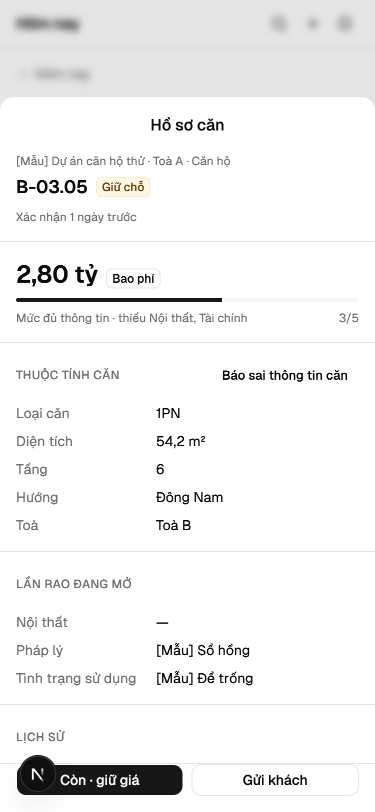 Hôm nay
Hôm nay
Hồ sơ căn
[Mẫu] Dự án căn hộ thử · Toà A · Căn hộ
B-03.05 Giữ chỗ
Xác nhận 1 ngày trước
2,80 tỷ Bao phí
Mức đủ thông tin · thiếu Nội thất, Tài chính 3/5
THUỘC TÍNH CĂN Báo sai thông tin căn
Loại căn 1PN
Diện tích 54,2 m²
Tầng 6
Hướng Đông Nam
Toà Toà B
LẦN RAO ĐANG MỞ
Nội thất —
Pháp lý [Mẫu] Sổ hồng
Tình trạng sử dụng [Mẫu] Để trống
LỊCH SỬ
N Còn · giữ giá Gửi khách